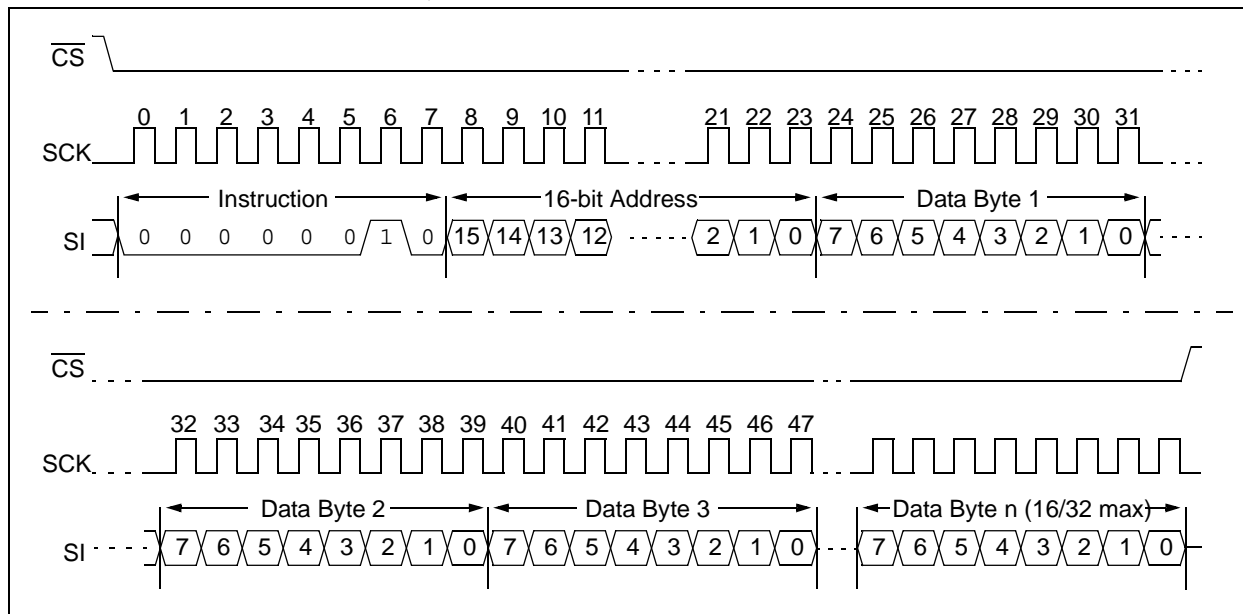 CS
0 1 2 3 4 5 6 7 8 9 10 11 21 22 23 24 25 26 27 28 29 30 31
SCK
Instruction 16-bit Address Data Byte 1
SI 0 0 0 0 0 0 1 0 15 14 13 12 2 1 0 7 6 5 4 3 2 1 0
CS
32 33 34 35 36 37 38 39 40 41 42 43 44 45 46 47
SCK
Data Byte 2 Data Byte 3 Data Byte n (16/32 max)
SI 7 6 5 4 3 2 1 0 7 6 5 4 3 2 1 0 7 6 5 4 3 2 1 0